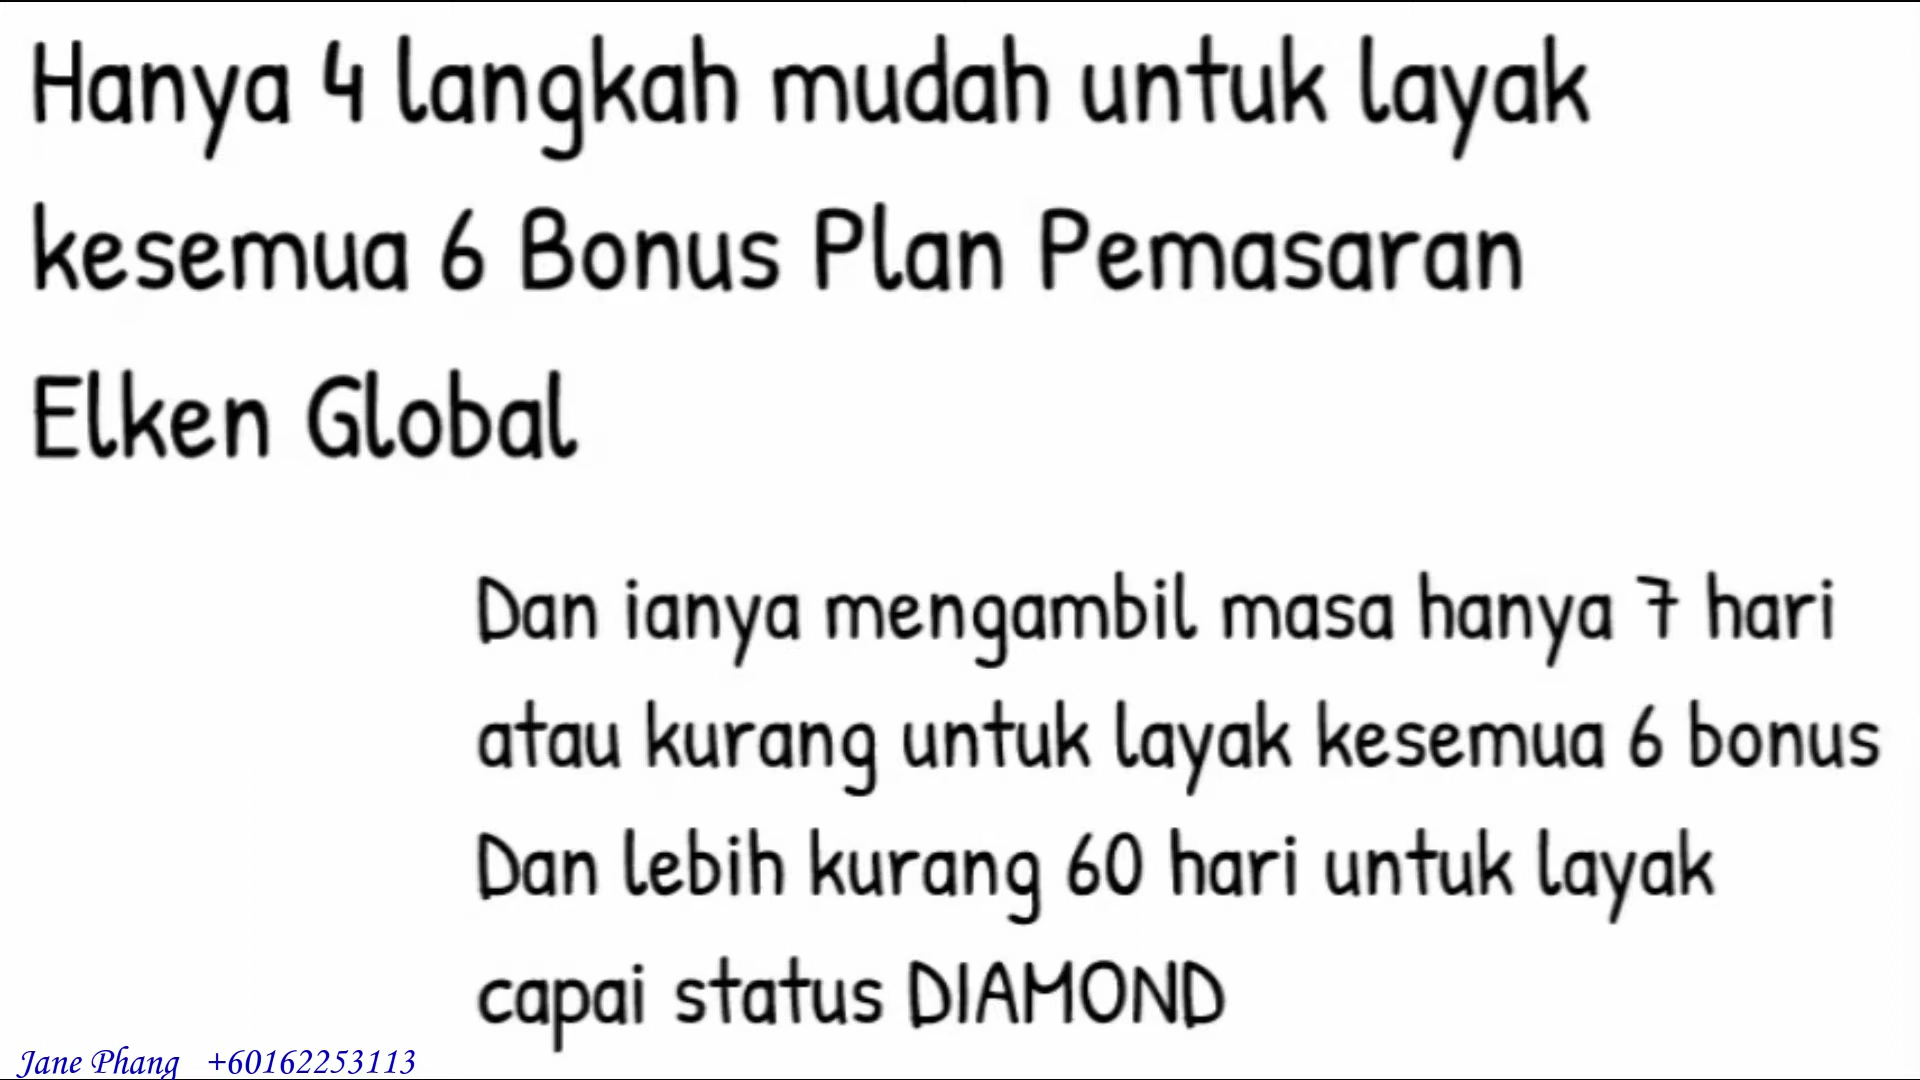 Hanya 4 langkah mudah untuk layak
kesemua 6 Bonus Plan Pemasaran
Elken Global
Dan ianya mengambil masa hanya 7 hari
atau kurang untuk layak kesemua 6 bonus
Dan lebih kurang 60 hari untuk layak
capai status DIAMOND
Jane Phang +60162253113